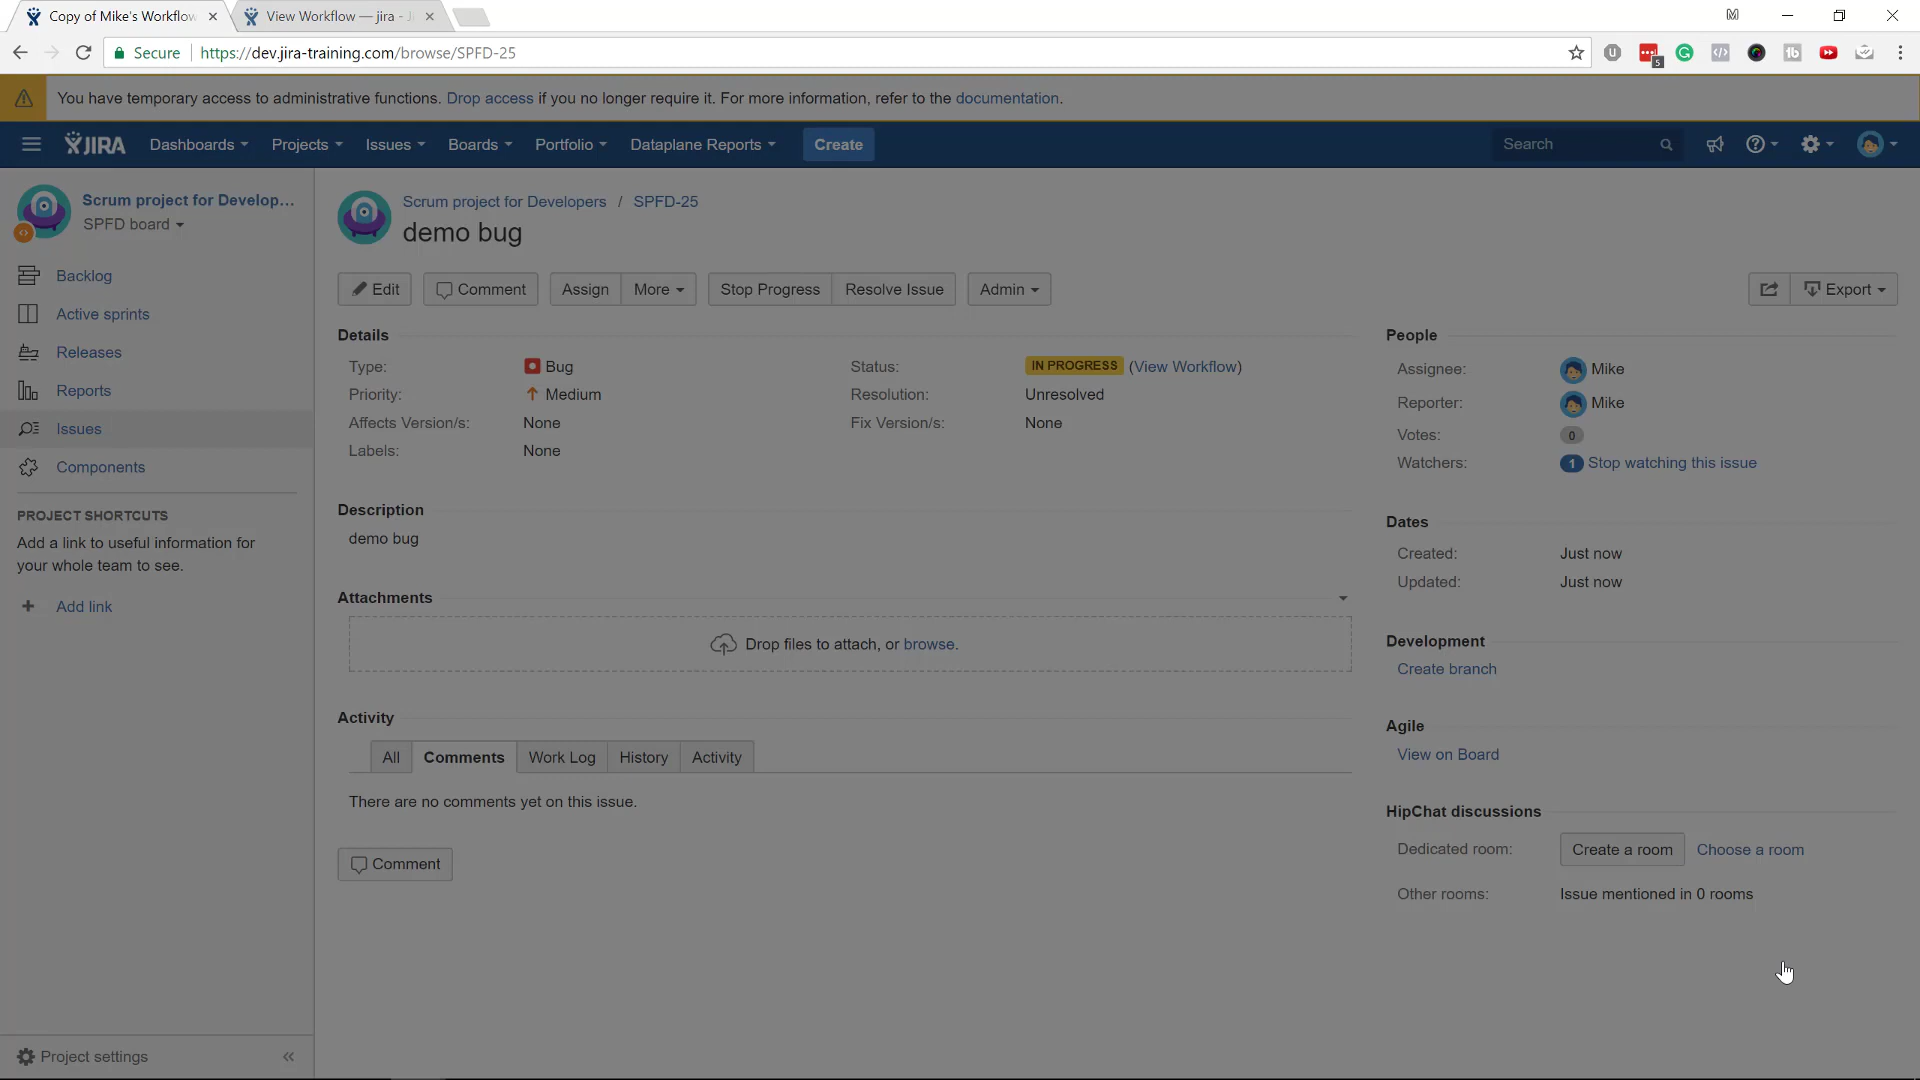 Copy of Mike's Workflow
View Workflow — jira - Ji
Secure
https://dev.jira-training.com/browse/SPFD-25
5
You have temporary access to administrative functions. Drop access if you no longer require it. For more information, refer to the documentation.
JIRA
Dashboards
Projects
Issues
Boards
Portfolio
Dataplane Reports
Create
Search
Scrum project for Develop...
SPFD board
Backlog
Active sprints
Releases
Reports
Issues
Components
PROJECT SHORTCUTS
Add a link to useful information for
your whole team to see.
+ Add link
Project settings
«
Scrum project for Developers / SPFD-25
demo bug
Edit
Comment
Assign
More
Stop Progress
Resolve Issue
Admin
Export
Details
Type: Bug
Status: IN PROGRESS (View Workflow)
Priority: Medium
Resolution: Unresolved
Affects Version/s: None
Fix Version/s: None
Labels: None
Description
demo bug
Attachments
Drop files to attach, or browse.
Activity
All
Comments
Work Log
History
Activity
There are no comments yet on this issue.
Comment
People
Assignee: Mike
Reporter: Mike
Votes: 0
Watchers: 1 Stop watching this issue
Dates
Created: Just now
Updated: Just now
Development
Create branch
Agile
View on Board
HipChat discussions
Dedicated room: Create a room Choose a room
Other rooms: Issue mentioned in 0 rooms